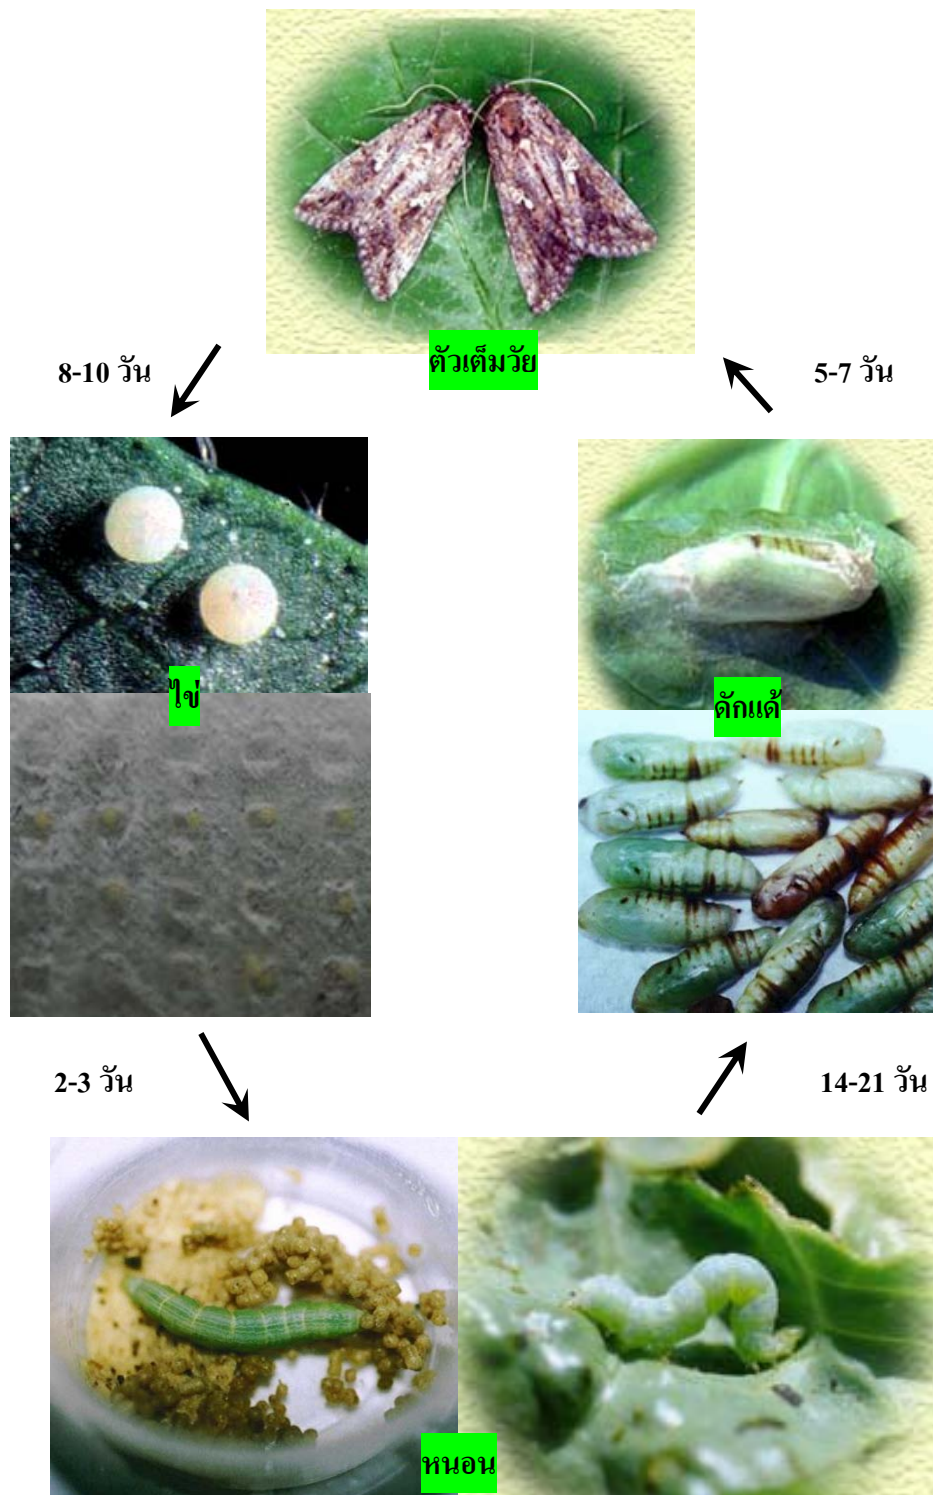 ตัวเต็มวัย
8-10 วัน
5-7 วัน
ไข่
ดักแด้
2-3 วัน
14-21 วัน
หนอน